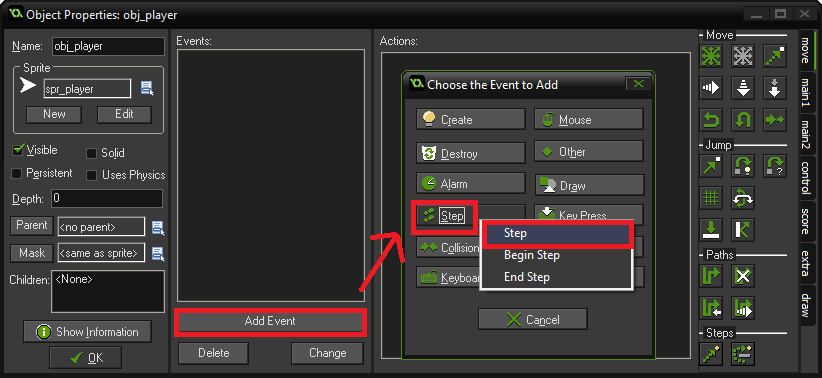 Object Properties: obj_player
Name: obj_player
Sprite
spr_player
New Edit
Visible Solid
Persistent Uses Physics
Depth: 0
Parent <no parent>
Mask <same as sprite>
Children: <None>
Show Information
OK
Events:
Add Event
Delete Change
Actions:
Choose the Event to Add
Create Mouse
Destroy Other
Alarm Draw
Step Key Press
Collision
Keyboar
Step
Begin Step
End Step
Cancel
Move
Jump
Paths
Steps
move
main1
main2
control
score
extra
draw